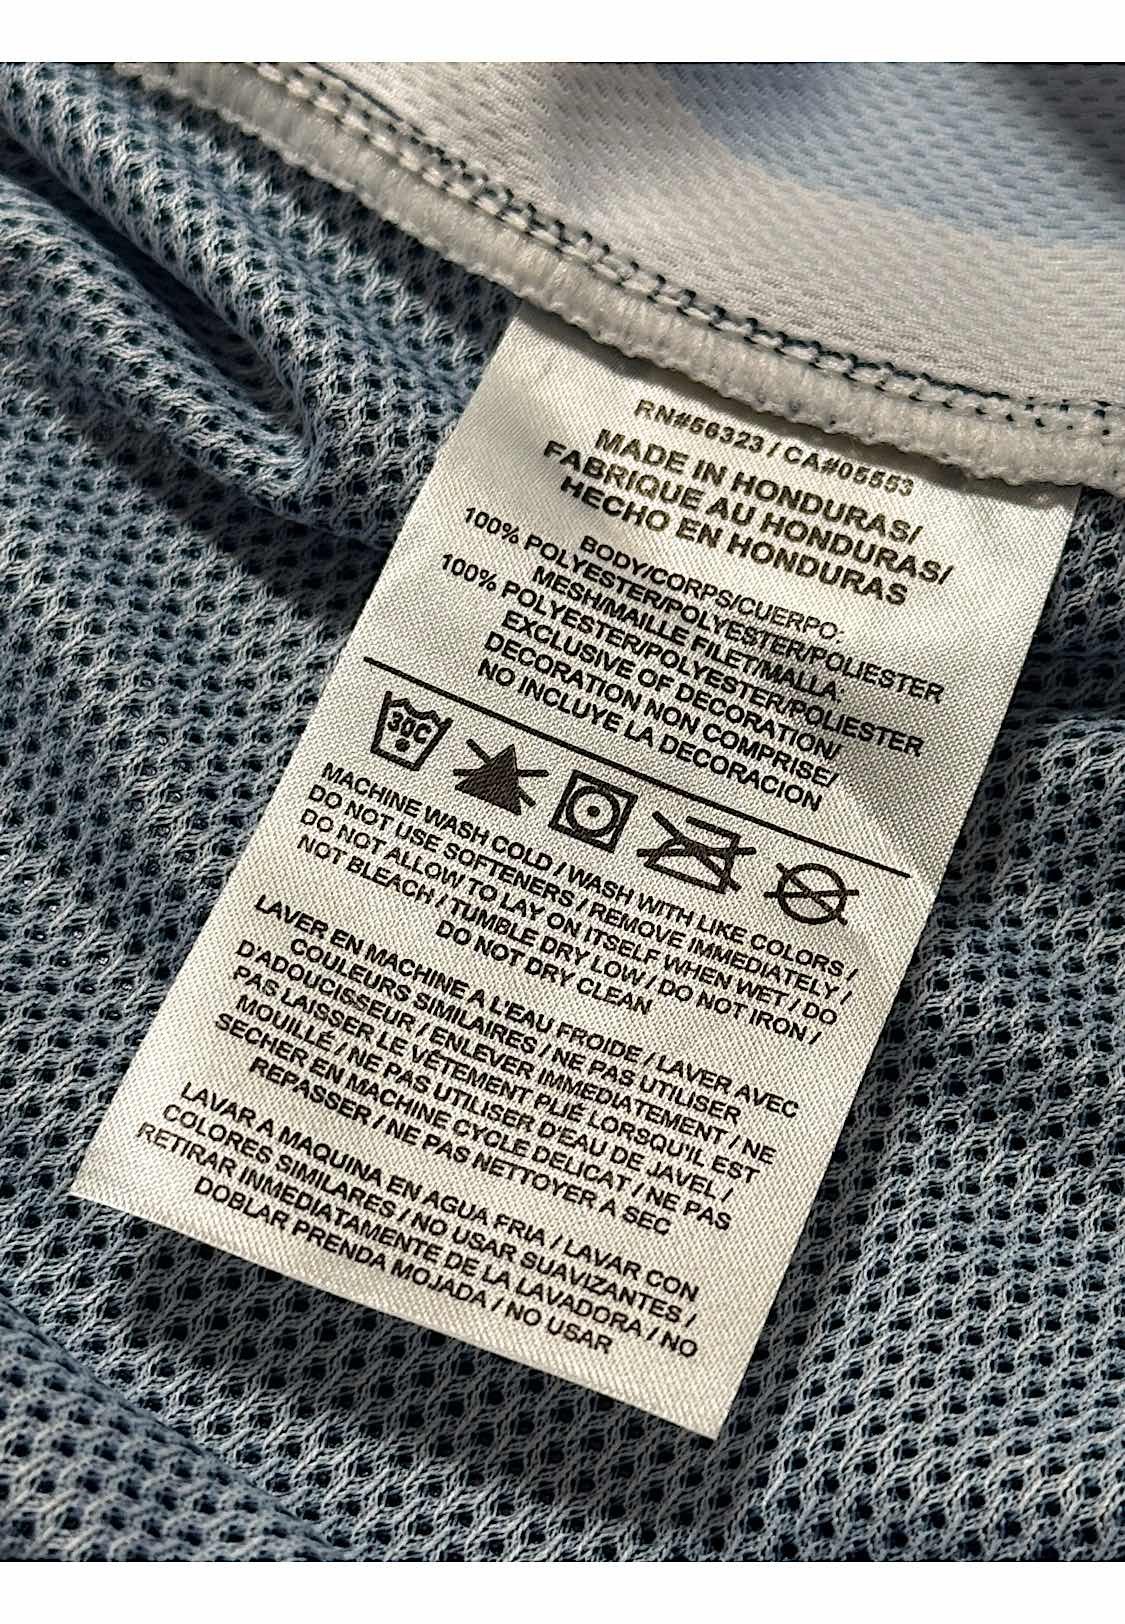 RN#56323 / CA#05553
MADE IN HONDURAS/
FABRIQUE AU HONDURAS/
HECHO EN HONDURAS
BODY/CORPS/CUERPO:
100% POLYESTER/POLYESTER/POLIESTER
MESH/MAILLE FILET/MALLA:
100% POLYESTER/POLYESTER/POLIESTER
EXCLUSIVE OF DECORATION/
DECORATION NON COMPRISE/
NO INCLUYE LA DECORACION
30C
MACHINE WASH COLD / WASH WITH LIKE COLORS /
DO NOT USE SOFTENERS / REMOVE IMMEDIATELY /
DO NOT ALLOW TO LAY ON ITSELF WHEN WET / DO
NOT BLEACH / TUMBLE DRY LOW / DO NOT IRON /
DO NOT DRY CLEAN
LAVER EN MACHINE A L'EAU FROIDE / LAVER AVEC
COULEURS SIMILAIRES / NE PAS UTILISER
D'ADOUCISSEUR / ENLEVER IMMEDIATEMENT / NE
PAS LAISSER LE VÊTEMENT PLIÉ LORSQU'IL EST
MOUILLÉ / NE PAS UTILISER D'EAU DE JAVEL /
SECHER EN MACHINE CYCLE DELICAT / NE PAS
REPASSER / NE PAS NETTOYER A SEC
LAVAR A MAQUINA EN AGUA FRIA / LAVAR CON
COLORES SIMILARES / NO USAR SUAVIZANTES /
RETIRAR INMEDIATAMENTE DE LA LAVADORA / NO
DOBLAR PRENDA MOJADA / NO USAR